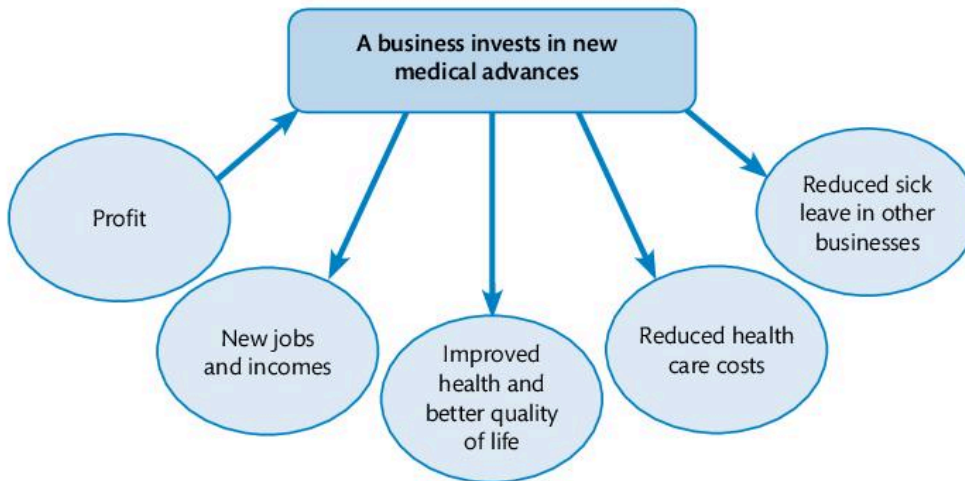 A business invests in new
medical advances
Profit
New jobs
and incomes
Improved
health and
better quality
of life
Reduced health
care costs
Reduced sick
leave in other
businesses